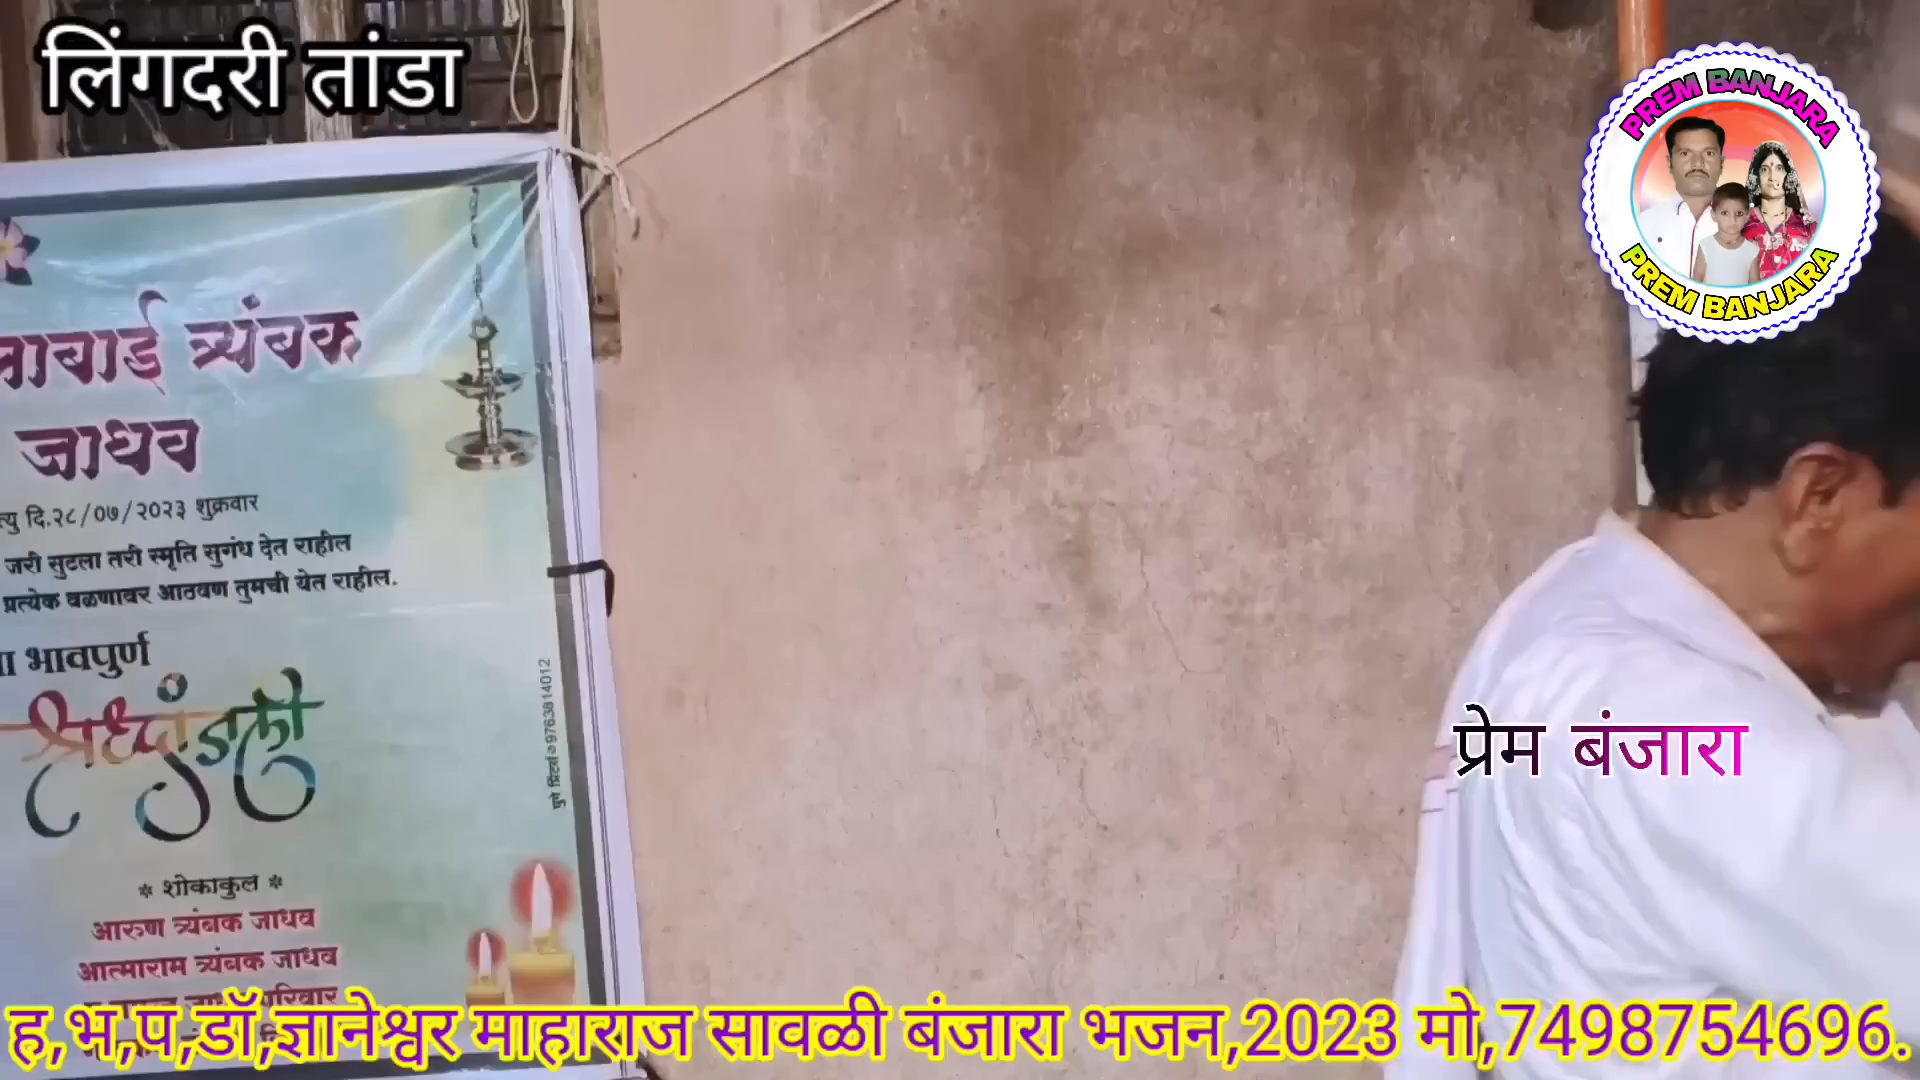 लिंगदरी तांडा
PREM BANJARA
PREM BANJARA
त्र्यंबक
जाधव
दि.२८/०७/२०२३ शुक्रवार
जरी सुटला तरी स्मृति सुगंध देत राहील
प्रत्येक वळणावर आठवण तुमची येत राहील.
भावपुर्ण
श्रध्दांजली
9763814012
प्रेम बंजारा
* शोकाकुल *
आरुण त्र्यंबक जाधव
आत्माराम त्र्यंबक जाधव
ह,भ,प,डॉ,ज्ञानेश्वर माहाराज सावळी बंजारा भजन,2023 मो,7498754696.